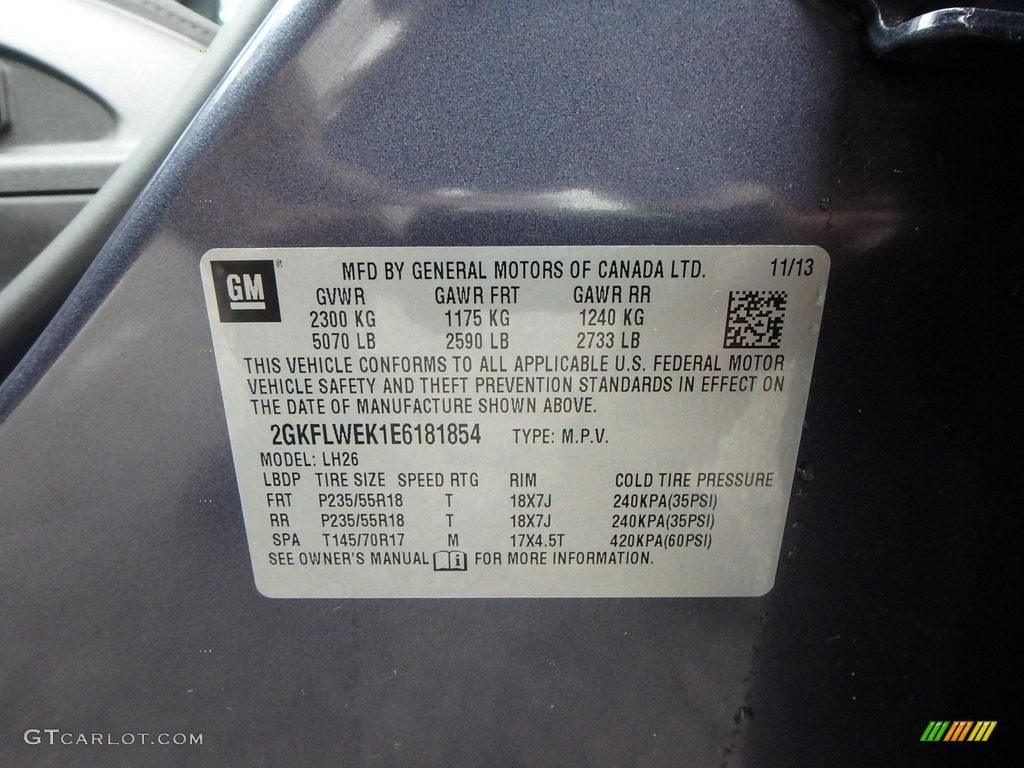 GM ® MFD BY GENERAL MOTORS OF CANADA LTD. 11/13
GVWR GAWR FRT GAWR RR
2300 KG 1175 KG 1240 KG
5070 LB 2590 LB 2733 LB
THIS VEHICLE CONFORMS TO ALL APPLICABLE U.S. FEDERAL MOTOR
VEHICLE SAFETY AND THEFT PREVENTION STANDARDS IN EFFECT ON
THE DATE OF MANUFACTURE SHOWN ABOVE.
2GKFLWEK1E6181854 TYPE: M.P.V.
MODEL: LH26
LBDP TIRE SIZE SPEED RTG RIM COLD TIRE PRESSURE
FRT P235/55R18 T 18X7J 240KPA(35PSI)
RR P235/55R18 T 18X7J 240KPA(35PSI)
SPA T145/70R17 M 17X4.5T 420KPA(60PSI)
SEE OWNER'S MANUAL i FOR MORE INFORMATION.
GTCARLOT.COM